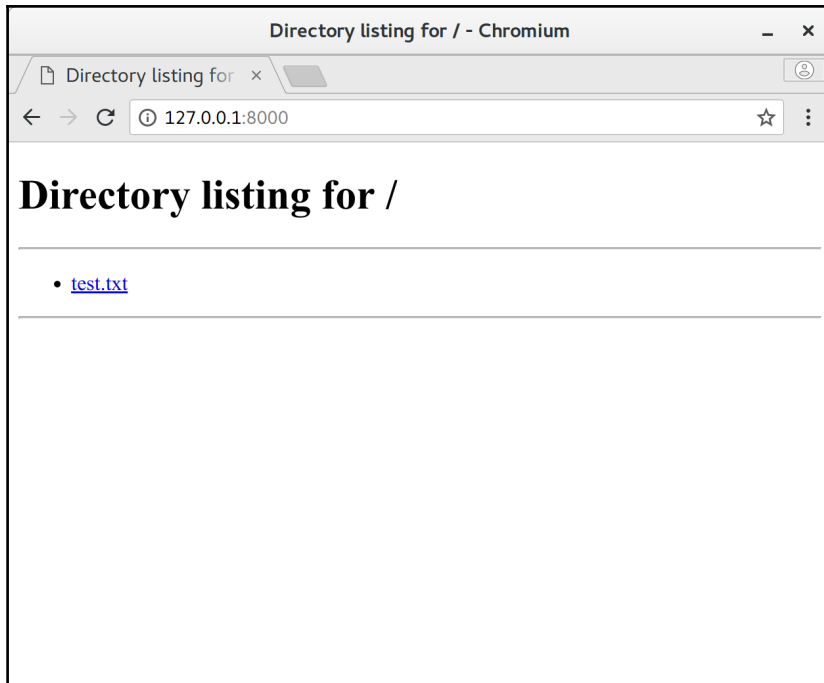 Directory listing for / - Chromium
Directory listing for
127.0.0.1:8000
Directory listing for /
test.txt